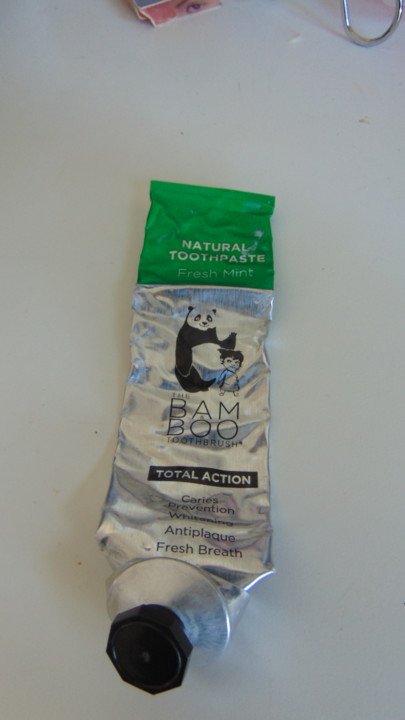 NATURAL
TOOTHPASTE
Fresh Mint
THE
BAM
BOO
TOOTHBRUSH®
TOTAL ACTION
Caries
Prevention
Whitening
Antiplaque
Fresh Breath